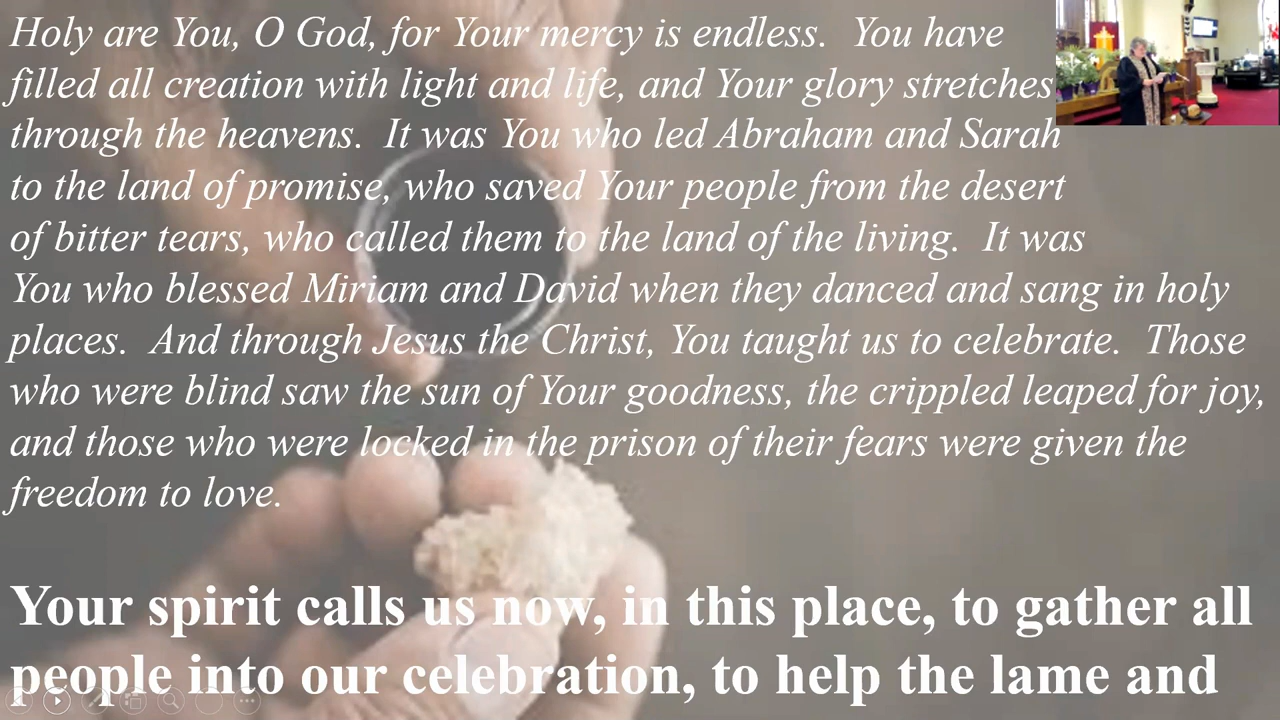 Holy are You, O God, for Your mercy is endless.  You have
filled all creation with light and life, and Your glory stretches
through the heavens.  It was You who led Abraham and Sarah
to the land of promise, who saved Your people from the desert
of bitter tears, who called them to the land of the living.  It was
You who blessed Miriam and David when they danced and sang in holy
places.  And through Jesus the Christ, You taught us to celebrate.  Those
who were blind saw the sun of Your goodness, the crippled leaped for joy,
and those who were locked in the prison of their fears were given the
freedom to love.
Your spirit calls us now, in this place, to gather all
people into our celebration, to help the lame and